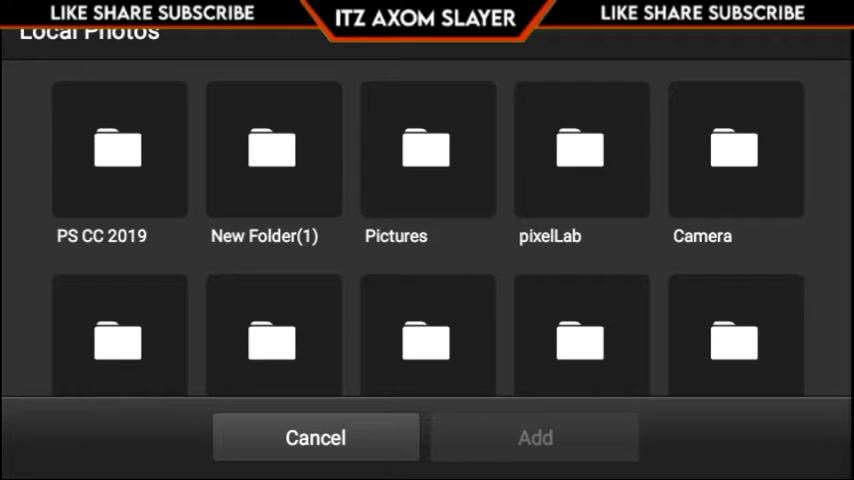 LIKE SHARE SUBSCRIBE
ITZ AXOM SLAYER
LIKE SHARE SUBSCRIBE
Local Photos
PS CC 2019
New Folder(1)
Pictures
pixelLab
Camera
Cancel
Add